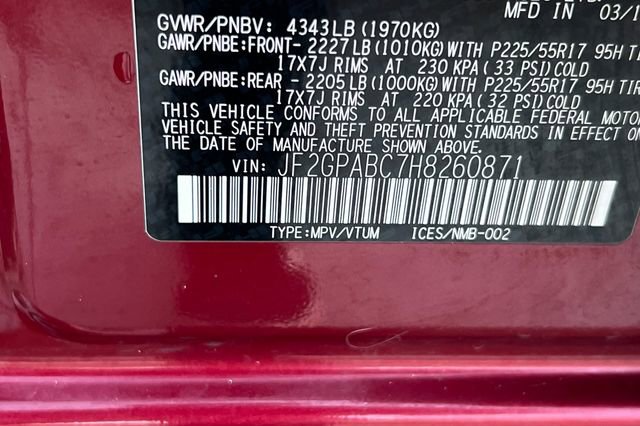 MFD IN 03/1
GVWR/PNBV: 4343LB (1970KG)
GAWR/PNBE:FRONT- 2227LB (1010KG)WITH P225/55R17 95H TI
17X7J RIMS AT 230 KPA (33 PSI)COLD
GAWR/PNBE:REAR - 2205LB (1000KG)WITH P225/55R17 95H TIR
17X7J RIMS AT 220 KPA (32 PSI)COLD
THIS VEHICLE CONFORMS TO ALL APPLICABLE FEDERAL MOTOR
VEHICLE SAFETY AND THEFT PREVENTION STANDARDS IN EFFECT O
THE DATE OF MANUFACTURE SHOWN ABOVE.
VIN: JF2GPABC7H8260871
TYPE:MPV/VTUM ICES/NMB-002